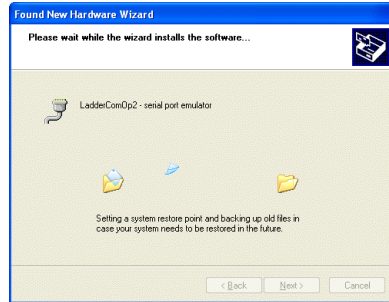 Found New Hardware Wizard
Please wait while the wizard installs the software...
LadderComOp2 - serial port emulator
Setting a system restore point and backing up old files in
case your system needs to be restored in the future.
< Back
Next >
Cancel